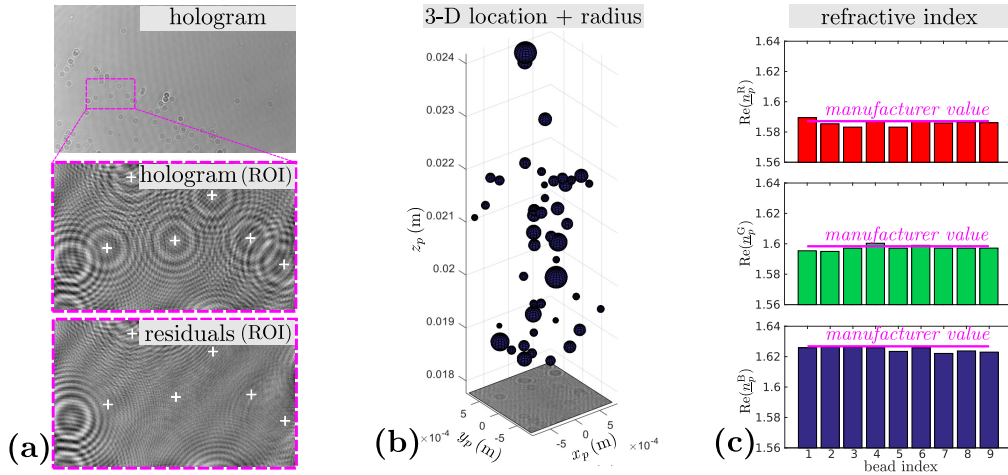 hologram
hologram (ROI)
residuals (ROI)
(a)
3-D location + radius
0.024
0.023
0.022
0.021
0.02
0.019
0.018
z_p (m)
5
0
-5
×10^-4
y_p (m)
-5
0
5
×10^-4
x_p (m)
(b)
refractive index
1.64
1.62
1.6
1.58
1.56
Re(n_p^R)
manufacturer value
1.64
1.62
1.6
1.58
1.56
Re(n_p^G)
manufacturer value
1.64
1.62
1.6
1.58
1.56
Re(n_p^B)
manufacturer value
1 2 3 4 5 6 7 8 9
bead index
(c)